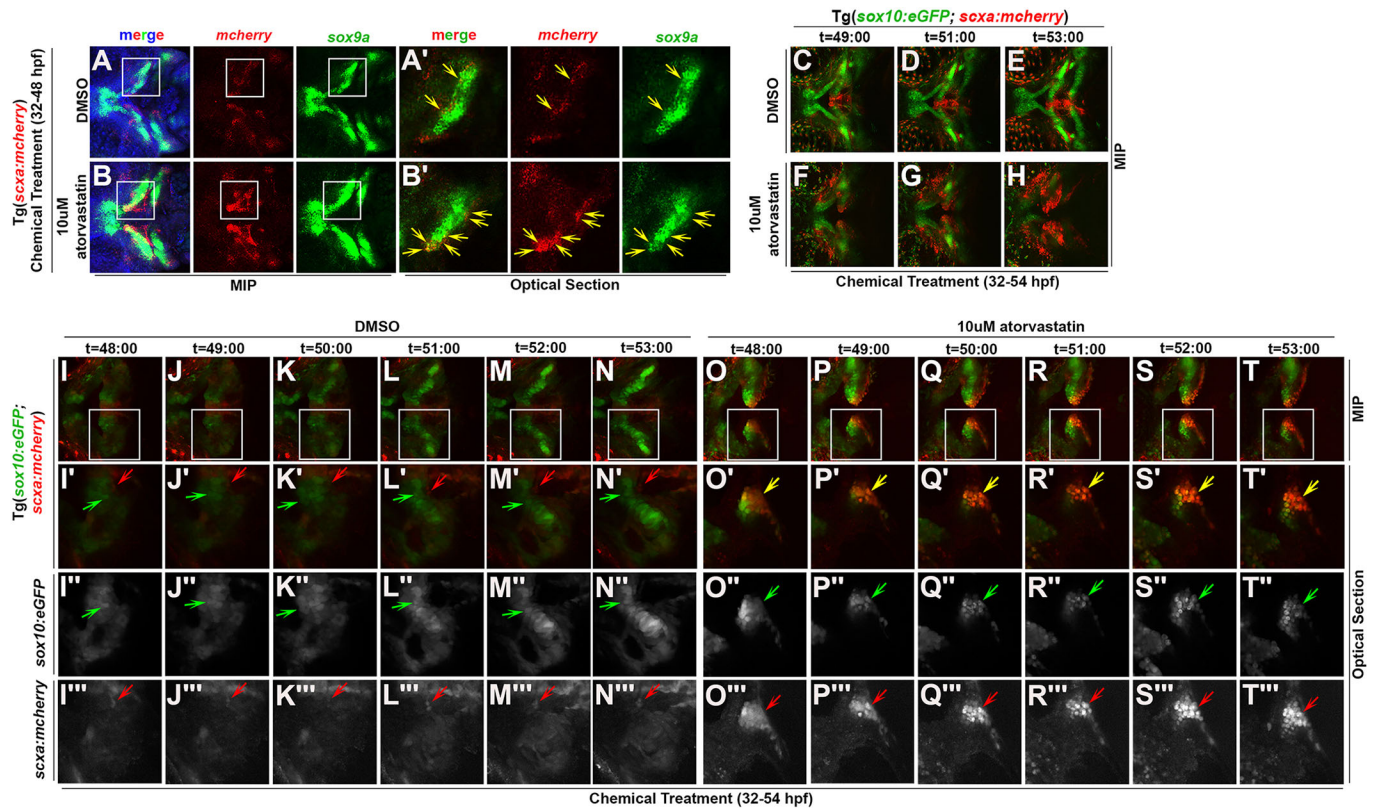 merge mcherry sox9a merge mcherry sox9a
Tg(scxa:mcherry)
Chemical Treatment (32-48 hpf)
DMSO
A A'
10uM
atorvastatin
B B'
MIP Optical Section
Tg(sox10:eGFP; scxa:mcherry)
t=49:00 t=51:00 t=53:00
DMSO
C D E
10uM
atorvastatin
F G H
MIP
Chemical Treatment (32-54 hpf)
DMSO 10uM atorvastatin
t=48:00 t=49:00 t=50:00 t=51:00 t=52:00 t=53:00 t=48:00 t=49:00 t=50:00 t=51:00 t=52:00 t=53:00
Tg(sox10:eGFP;
scxa:mcherry)
I J K L M N O P Q R S T
MIP
I' J' K' L' M' N' O' P' Q' R' S' T'
sox10:eGFP
I'' J'' K'' L'' M'' N'' O'' P'' Q'' R'' S'' T''
Optical Section
scxa:mcherry
I''' J''' K''' L''' M''' N''' O''' P''' Q''' R''' S''' T'''
Chemical Treatment (32-54 hpf)